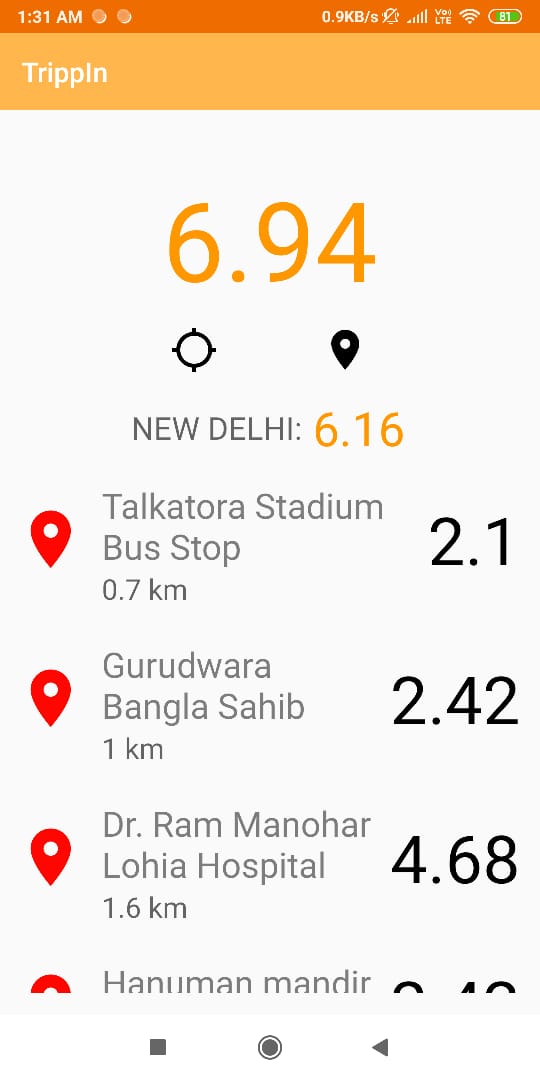 1:31 AM 0.9KB/s Vo) LTE 81
TrippIn
6.94
NEW DELHI: 6.16
Talkatora Stadium
Bus Stop
2.1
0.7 km
Gurudwara
Bangla Sahib
2.42
1 km
Dr. Ram Manohar
Lohia Hospital
4.68
1.6 km
Hanuman mandir